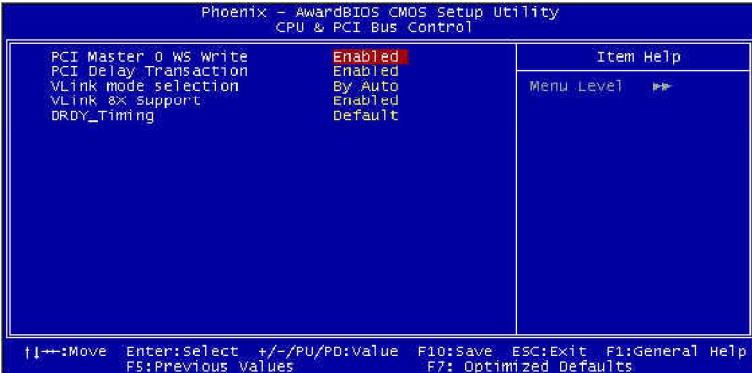 Phoenix - AwardBIOS CMOS Setup Utility
CPU & PCI Bus Control
PCI Master 0 WS Write Enabled
PCI Delay Transaction Enabled
VLink mode selection By Auto
VLink 8X Support Enabled
DRDY_Timing Default
Item Help
Menu Level ▸▸
↑↓→←:Move Enter:Select +/-/PU/PD:Value F10:Save ESC:Exit F1:General Help
F5:Previous Values F7: Optimized Defaults